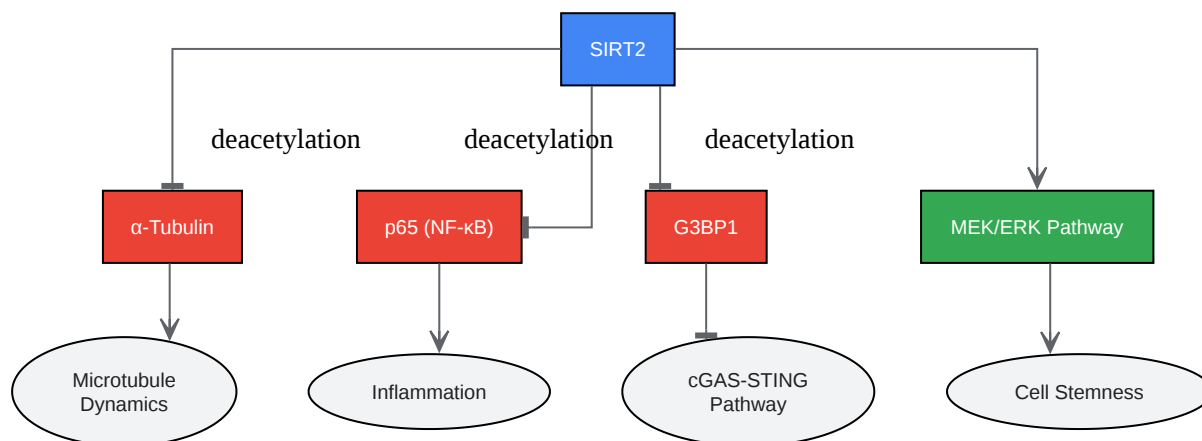 SIRT2
deacetylation
deacetylation
deacetylation
α-Tubulin
p65 (NF-κB)
G3BP1
MEK/ERK Pathway
Microtubule
Dynamics
Inflammation
cGAS-STING
Pathway
Cell Stemness